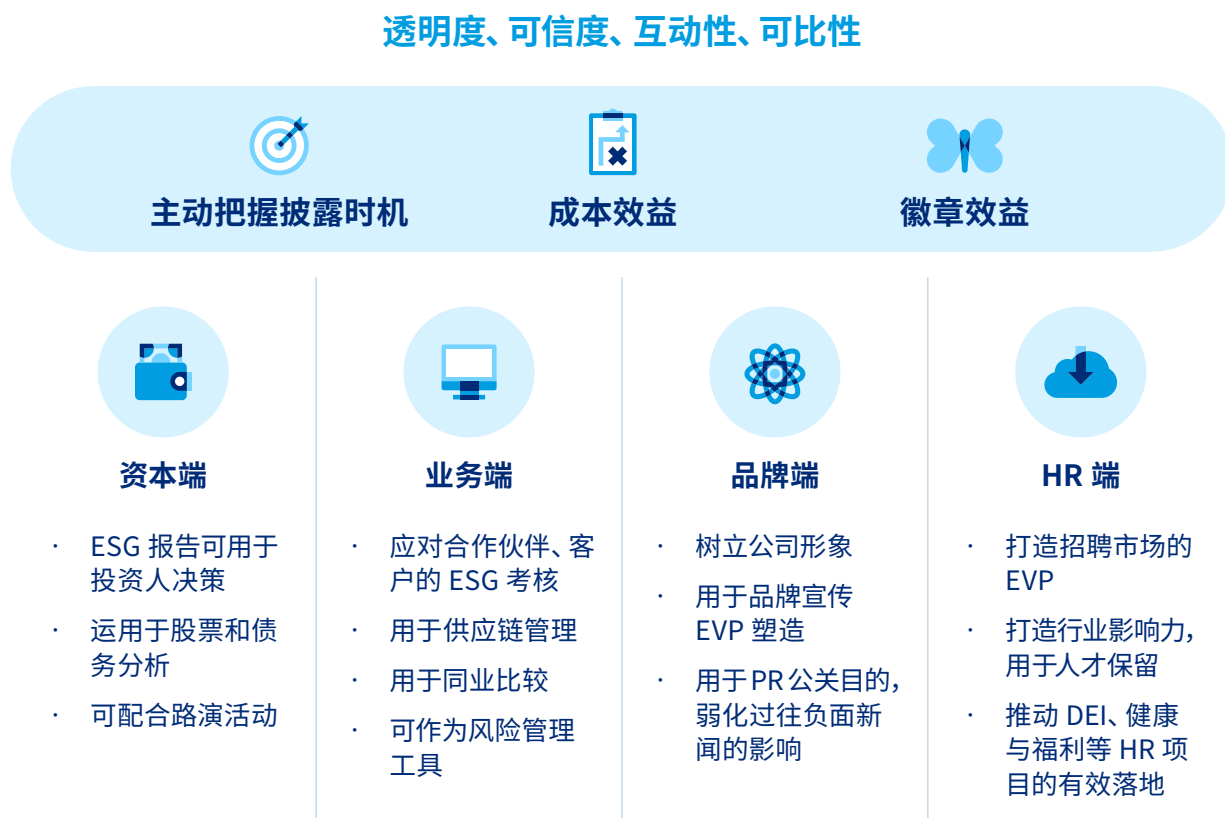 透明度、可信度、互动性、可比性
主动把握披露时机
成本效益
徽章效益
资本端
· ESG 报告可用于
投资人决策
· 运用于股票和债
务分析
· 可配合路演活动
业务端
· 应对合作伙伴、客
户的 ESG 考核
· 用于供应链管理
· 用于同业比较
· 可作为风险管理
工具
品牌端
· 树立公司形象
· 用于品牌宣传
EVP 塑造
· 用于 PR 公关目的，
弱化过往负面新
闻的影响
HR 端
· 打造招聘市场的
EVP
· 打造行业影响力，
用于人才保留
· 推动 DEI、健康
与福利等 HR 项
目的有效落地